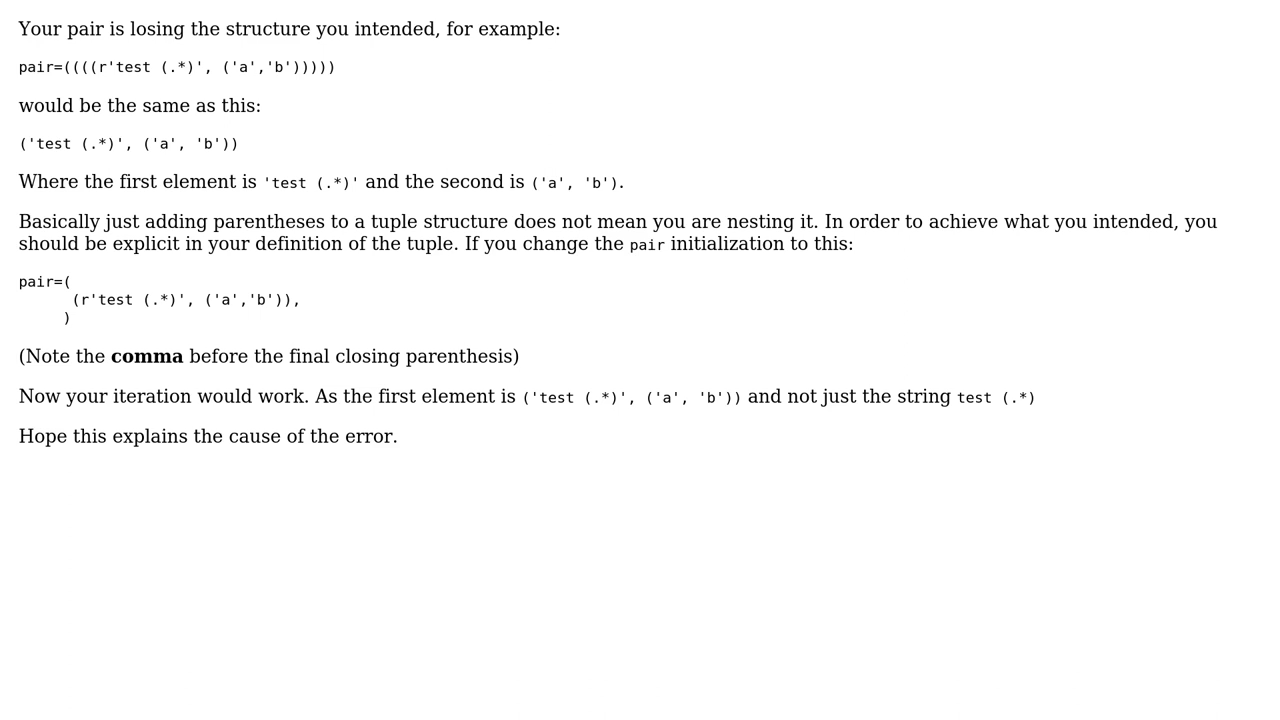 Your pair is losing the structure you intended, for example:
pair=((((r'test (.*)', ('a','b')))))
would be the same as this:
('test (.*)', ('a', 'b'))
Where the first element is 'test (.*)' and the second is ('a', 'b').
Basically just adding parentheses to a tuple structure does not mean you are nesting it. In order to achieve what you intended, you
should be explicit in your definition of the tuple. If you change the pair initialization to this:
pair=(
      (r'test (.*)', ('a','b')),
     )
(Note the comma before the final closing parenthesis)
Now your iteration would work. As the first element is ('test (.*)', ('a', 'b')) and not just the string test (.*)
Hope this explains the cause of the error.